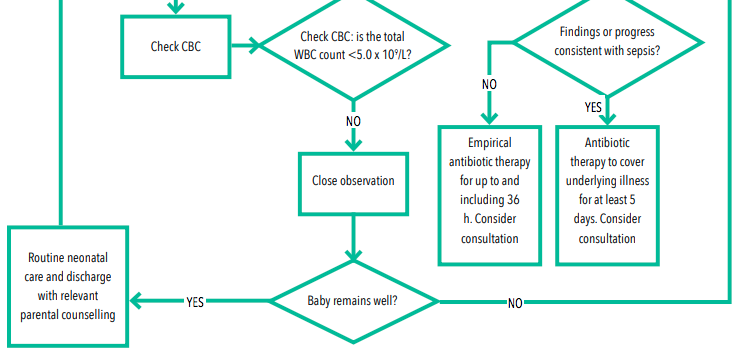 Check CBC
Check CBC: is the total
WBC count <5.0 x 10⁹/L?
Findings or progress
consistent with sepsis?
NO
YES
NO
Close observation
Empirical
antibiotic therapy
for up to and
including 36
h. Consider
consultation
Antibiotic
therapy to cover
underlying illness
for at least 5
days. Consider
consultation
Routine neonatal
care and discharge
with relevant
parental counselling
YES
Baby remains well?
NO